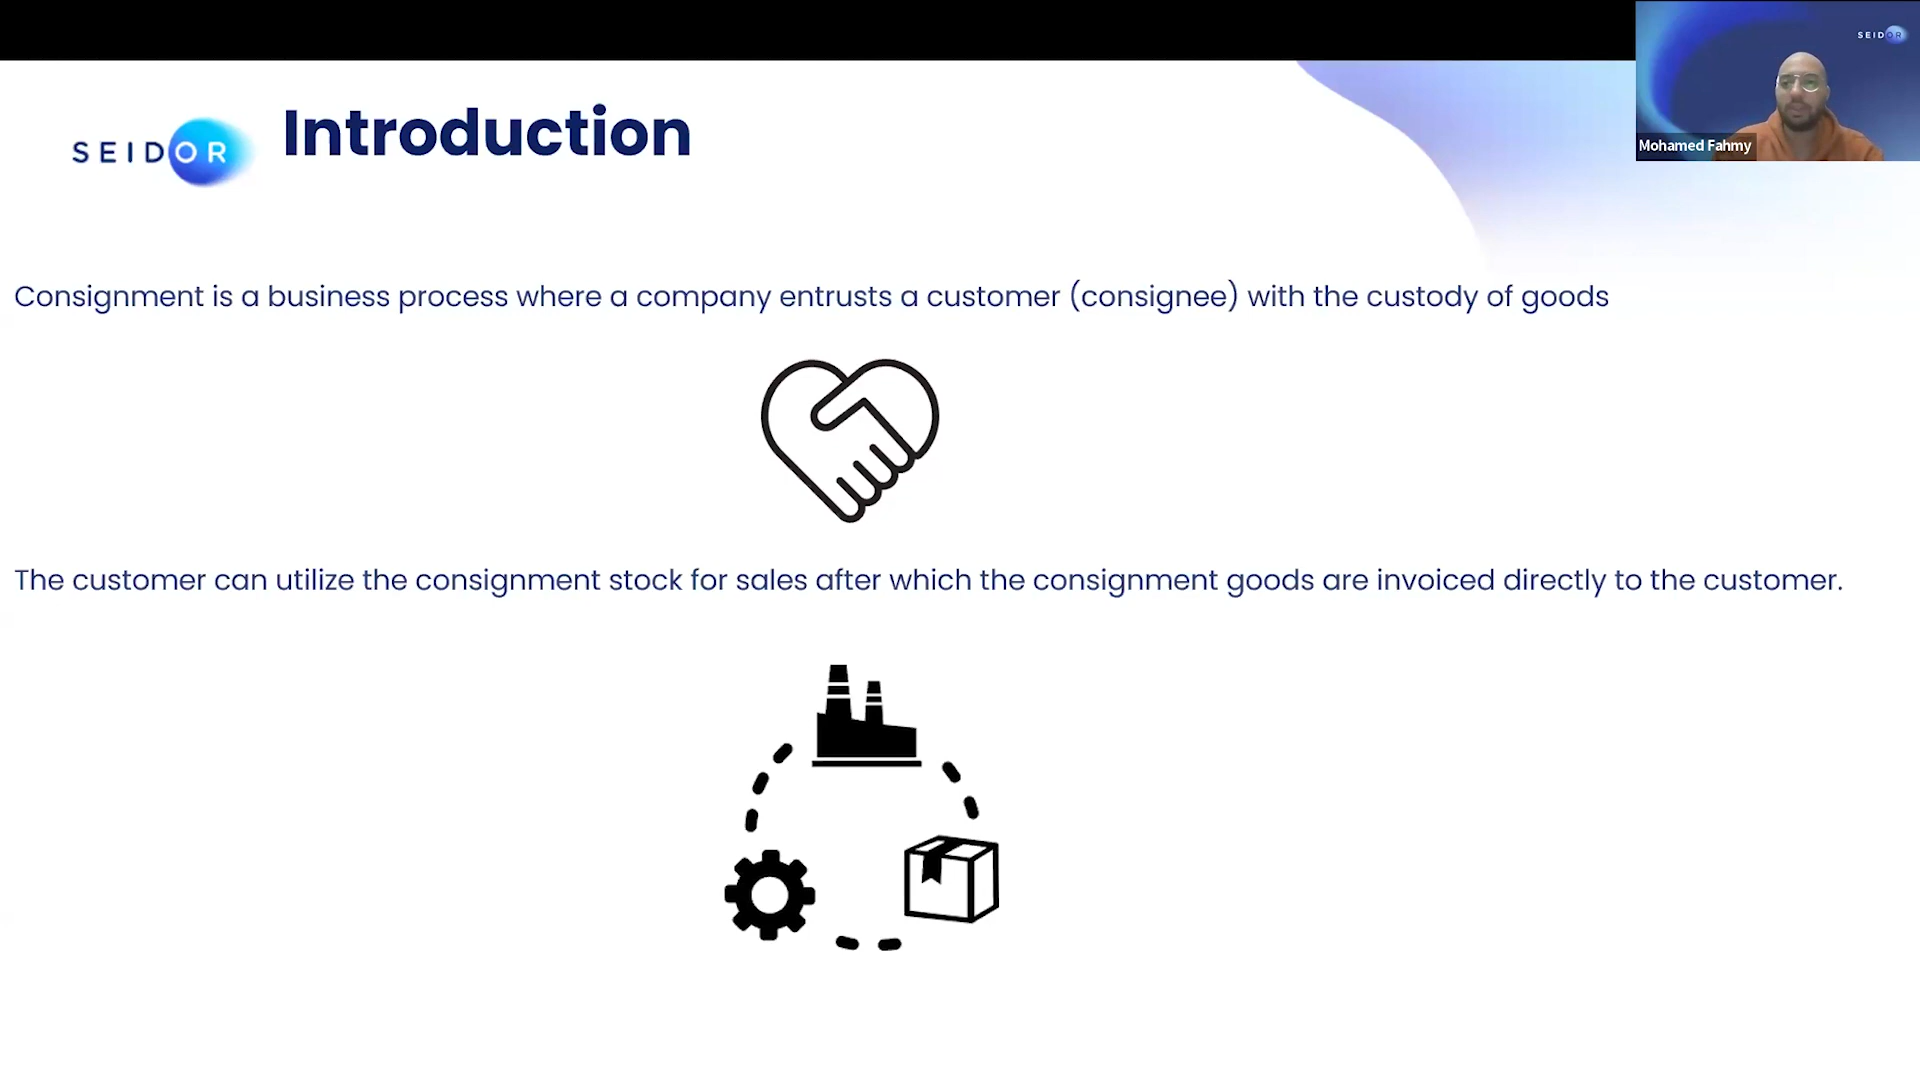 SEIDOR
Introduction
SEIDOR
Mohamed Fahmy
Consignment is a business process where a company entrusts a customer (consignee) with the custody of goods
The customer can utilize the consignment stock for sales after which the consignment goods are invoiced directly to the customer.